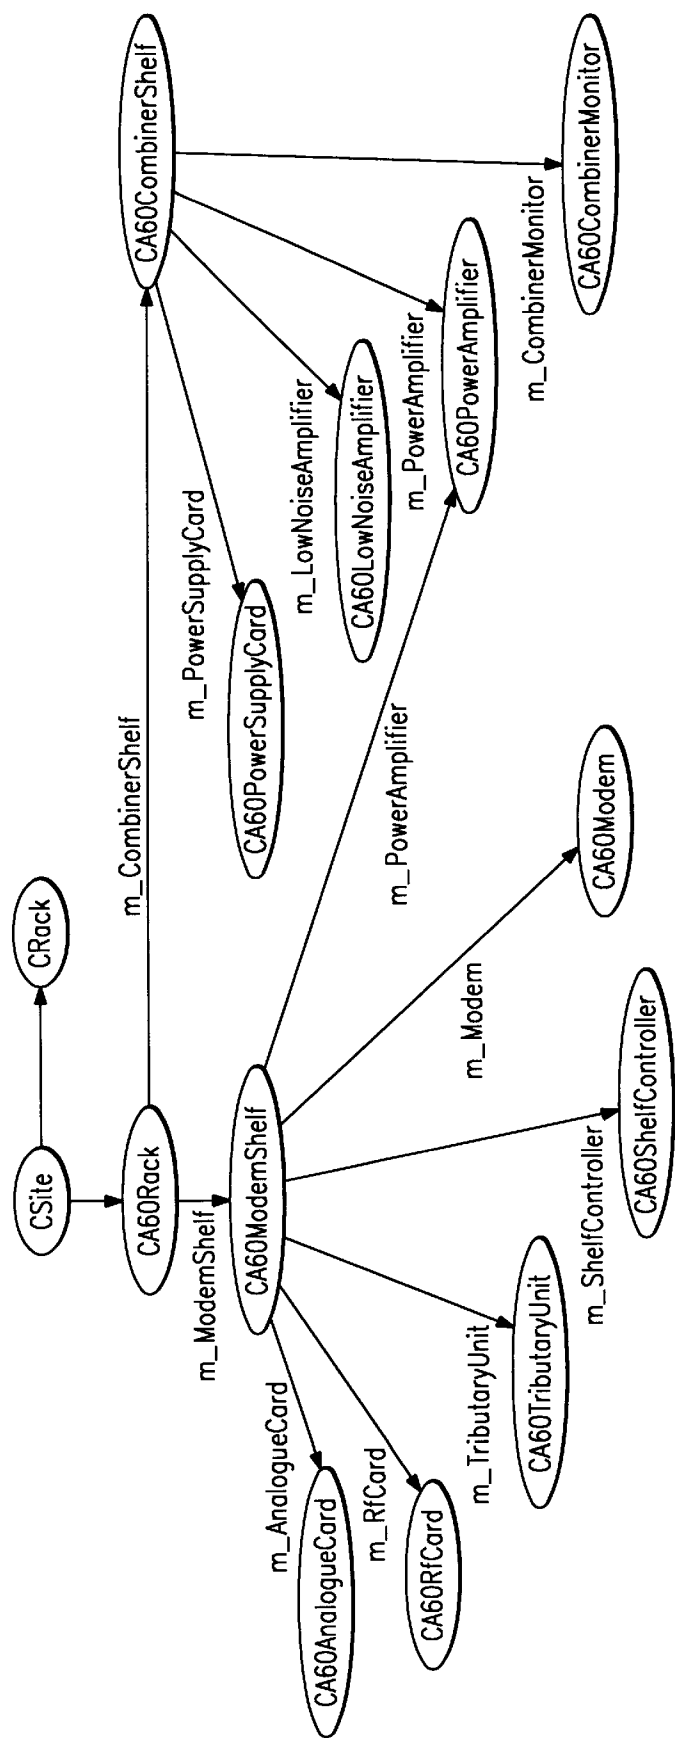 CSite
CRack
CA60Rack
m_CombinerShelf
CA60CombinerShelf
m_ModemShelf
CA60ModemShelf
m_PowerSupplyCard
CA60PowerSupplyCard
m_AnalogueCard
CA60AnalogueCard
m_LowNoiseAmplifier
CA60LowNoiseAmplifier
m_RfCard
CA60RfCard
m_PowerAmplifier
m_PowerAmplifier
CA60PowerAmplifier
m_TributaryUnit
CA60TributaryUnit
m_Modem
CA60Modem
m_CombinerMonitor
CA60CombinerMonitor
m_ShelfController
CA60ShelfController